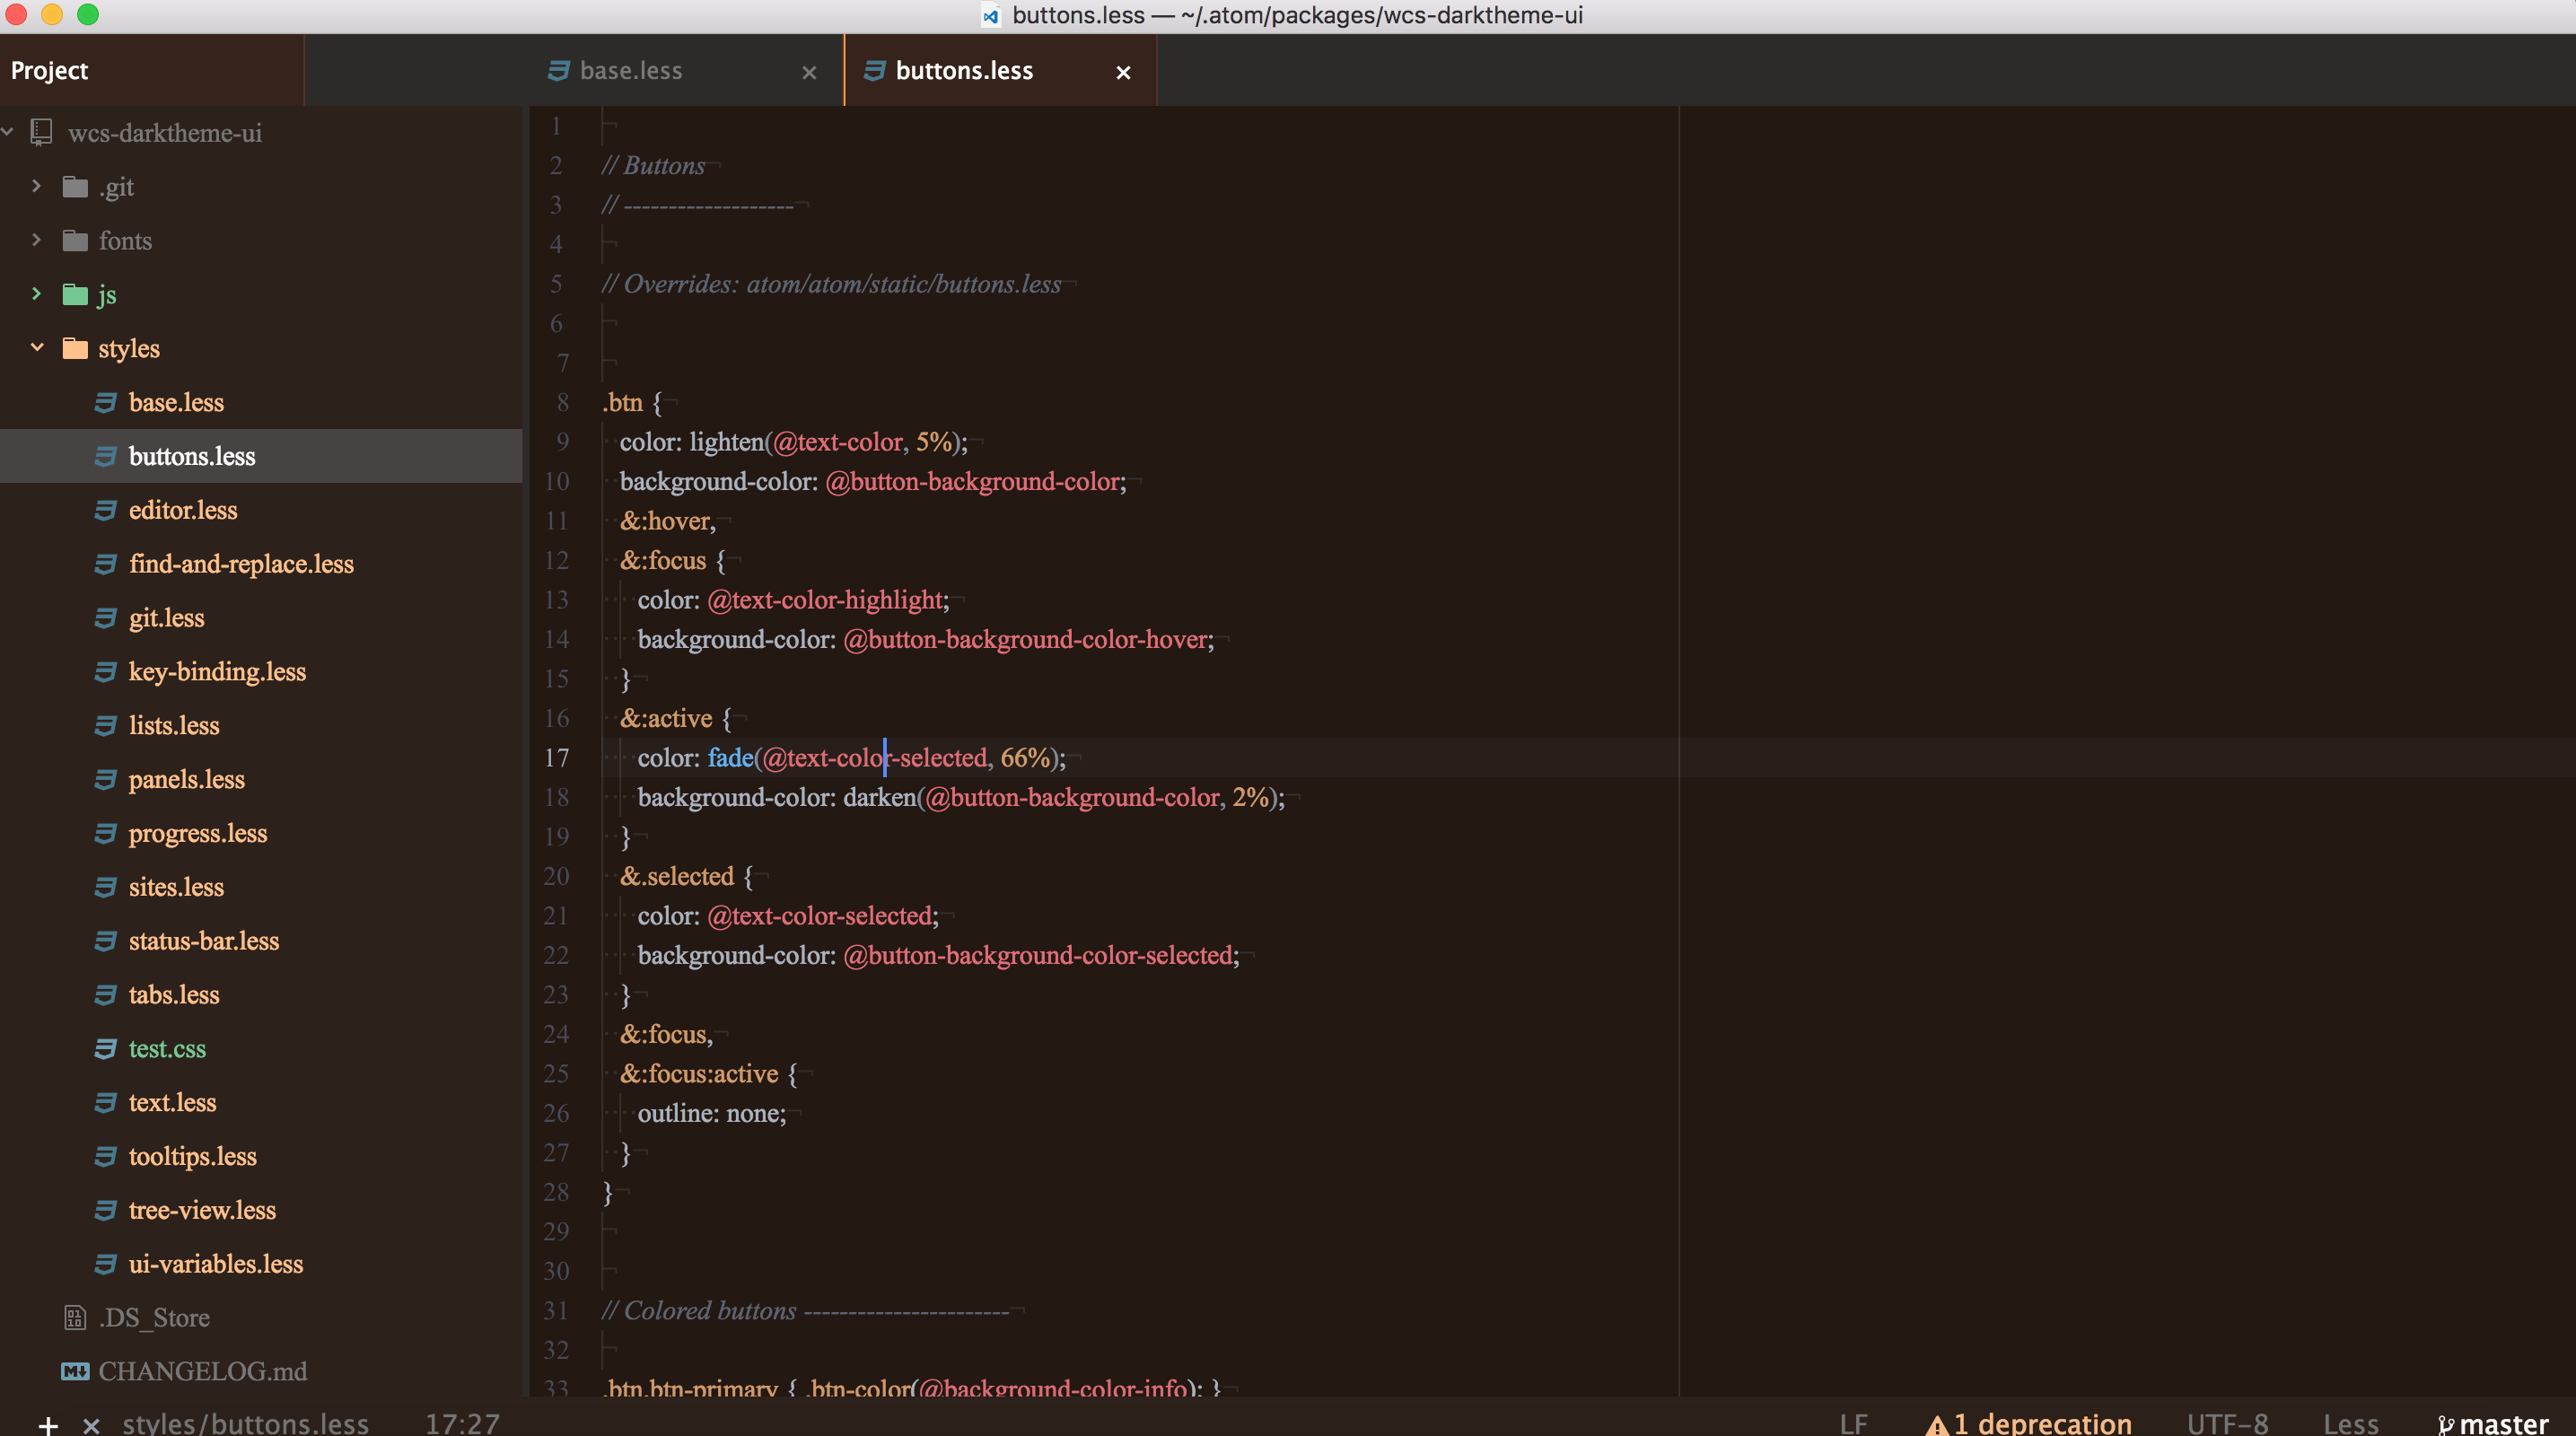 buttons.less — ~/.atom/packages/wcs-darktheme-ui
Project
base.less
buttons.less
wcs-darktheme-ui
.git
fonts
js
styles
base.less
buttons.less
editor.less
find-and-replace.less
git.less
key-binding.less
lists.less
panels.less
progress.less
sites.less
status-bar.less
tabs.less
test.css
text.less
tooltips.less
tree-view.less
ui-variables.less
.DS_Store
CHANGELOG.md
1
2 // Buttons
3 // -------------------
4
5 // Overrides: atom/atom/static/buttons.less
6
7
8 .btn {
9 color: lighten(@text-color, 5%);
10 background-color: @button-background-color;
11 &:hover,
12 &:focus {
13 color: @text-color-highlight;
14 background-color: @button-background-color-hover;
15 }
16 &:active {
17 color: fade(@text-color-selected, 66%);
18 background-color: darken(@button-background-color, 2%);
19 }
20 &.selected {
21 color: @text-color-selected;
22 background-color: @button-background-color-selected;
23 }
24 &:focus,
25 &:focus:active {
26 outline: none;
27 }
28 }
29
30
31 // Colored buttons -----------------------
32
33 .btn.btn-primary { .btn-color(@background-color-info); }
styles/buttons.less 17:27 LF 1 deprecation UTF-8 Less master